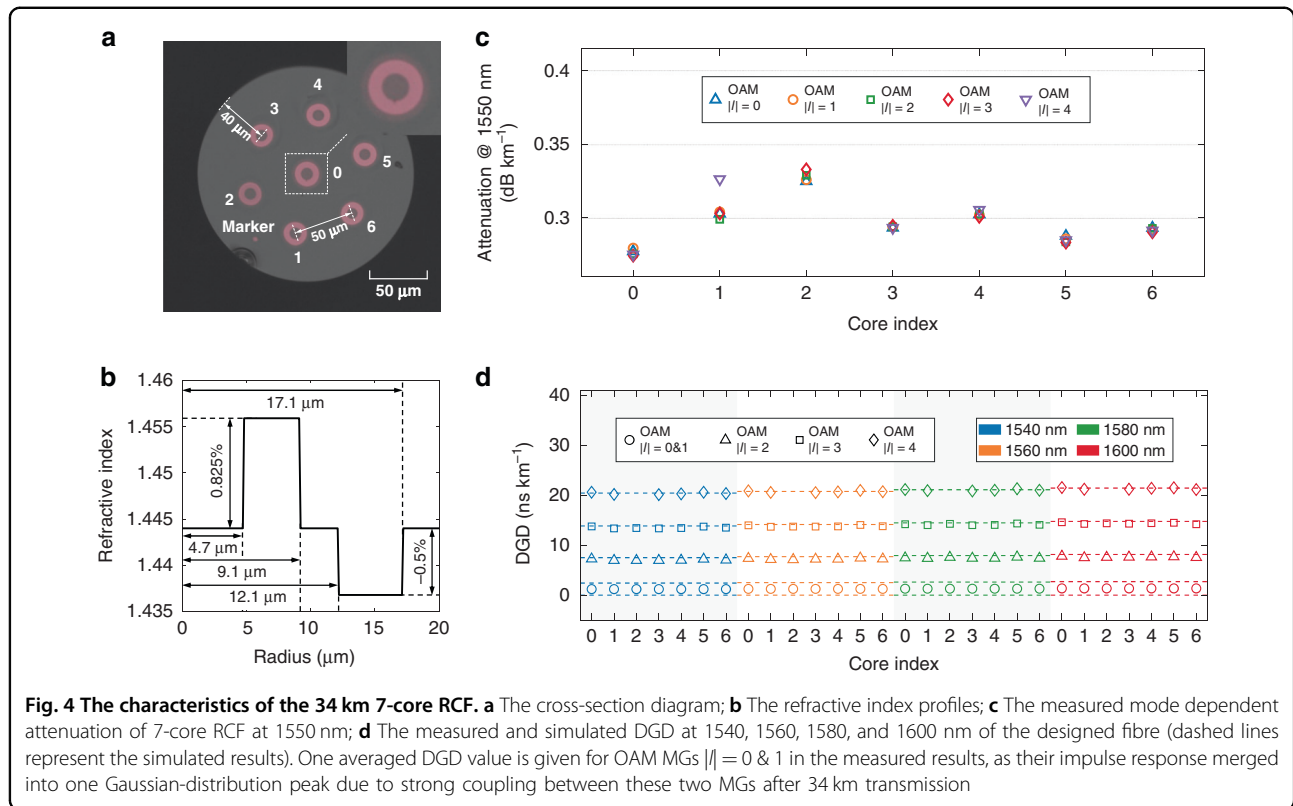 a
40 μm
3
4
5
0
2
Marker
6
50 μm
1
50 μm
c
Attenuation @ 1550 nm
(dB km⁻¹)
0.4
0.35
0.3
OAM
|l| = 0
OAM
|l| = 1
OAM
|l| = 2
OAM
|l| = 3
OAM
|l| = 4
0 1 2 3 4 5 6
Core index
b
Refractive index
1.46
1.455
1.45
1.445
1.44
1.435
17.1 μm
0.825%
4.7 μm
9.1 μm
12.1 μm
–0.5%
0 5 10 15 20
Radius (μm)
d
DGD (ns km⁻¹)
40
30
20
10
0
OAM
|l| = 0&1
OAM
|l| = 2
OAM
|l| = 3
OAM
|l| = 4
1540 nm
1580 nm
1560 nm
1600 nm
0 1 2 3 4 5 6 0 1 2 3 4 5 6 0 1 2 3 4 5 6 0 1 2 3 4 5 6
Core index
Fig. 4 The characteristics of the 34 km 7-core RCF. a The cross-section diagram; b The refractive index profiles; c The measured mode dependent
attenuation of 7-core RCF at 1550 nm; d The measured and simulated DGD at 1540, 1560, 1580, and 1600 nm of the designed fibre (dashed lines
represent the simulated results). One averaged DGD value is given for OAM MGs |l| = 0 & 1 in the measured results, as their impulse response merged
into one Gaussian-distribution peak due to strong coupling between these two MGs after 34 km transmission